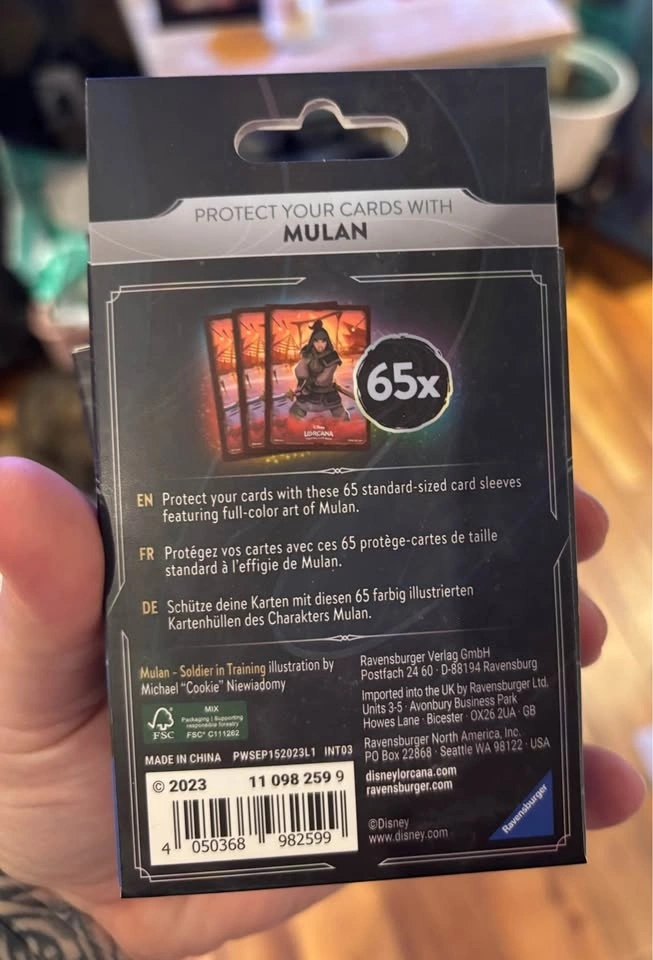 PROTECT YOUR CARDS WITH
MULAN
65x
Disney
LORCANA
EN Protect your cards with these 65 standard-sized card sleeves
featuring full-color art of Mulan.
FR Protégez vos cartes avec ces 65 protège-cartes de taille
standard à l'effigie de Mulan.
DE Schütze deine Karten mit diesen 65 farbig illustrierten
Kartenhüllen des Charakters Mulan.
Mulan - Soldier in Training illustration by
Michael "Cookie" Niewiadomy
FSC
MIX
Packaging | Supporting
responsible forestry
FSC® C111262
MADE IN CHINA PWSEP152023L1 INT03
© 2023 11 098 259 9
4 050368 982599
Ravensburger Verlag GmbH
Postfach 24 60 · D-88194 Ravensburg
Imported into the UK by Ravensburger Ltd.
Units 3-5 · Avonbury Business Park
Howes Lane · Bicester · OX26 2UA · GB
Ravensburger North America, Inc.
PO Box 22868 · Seattle WA 98122 · USA
disneylorcana.com
ravensburger.com
©Disney
www.disney.com
Ravensburger